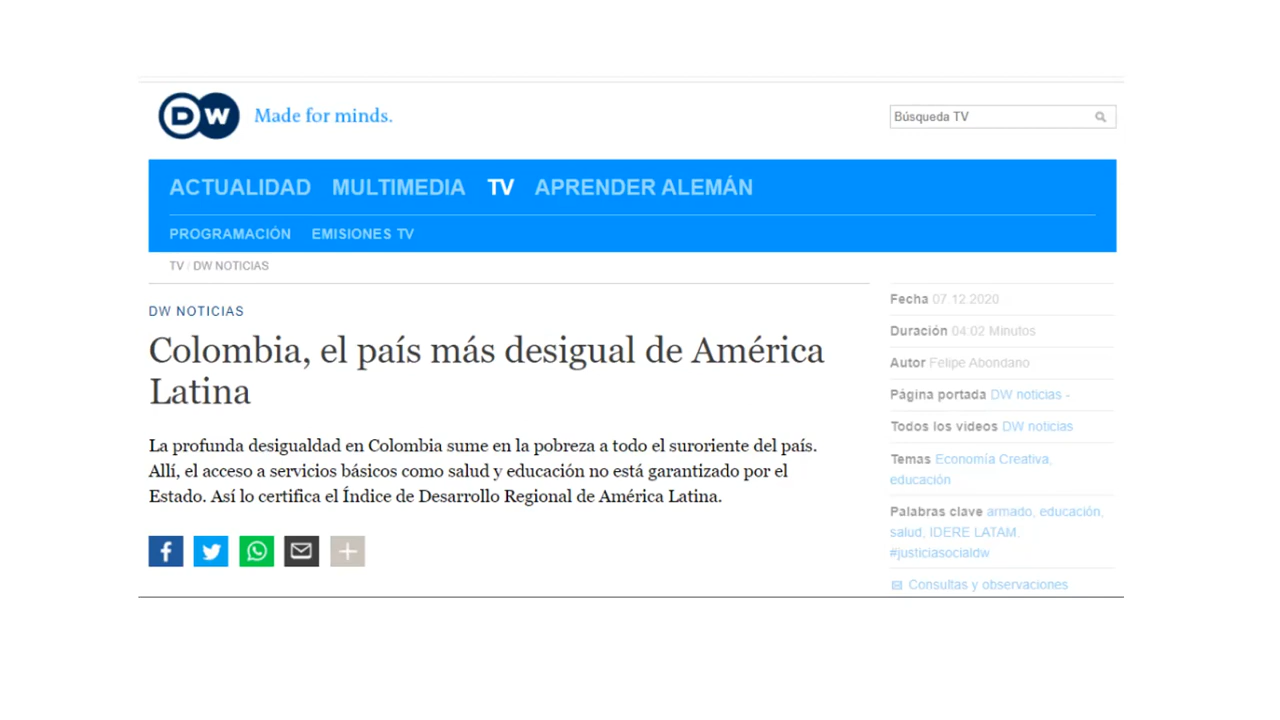 DW Made for minds.
Búsqueda TV
ACTUALIDAD MULTIMEDIA TV APRENDER ALEMÁN
PROGRAMACIÓN EMISIONES TV
TV / DW NOTICIAS
DW NOTICIAS
Colombia, el país más desigual de América
Latina
La profunda desigualdad en Colombia sume en la pobreza a todo el suroriente del país.
Allí, el acceso a servicios básicos como salud y educación no está garantizado por el
Estado. Así lo certifica el Índice de Desarrollo Regional de América Latina.
Fecha 07.12.2020
Duración 04:02 Minutos
Autor Felipe Abondano
Página portada DW noticias -
Todos los videos DW noticias
Temas Economía Creativa,
educación
Palabras clave armado, educación,
salud, IDERE LATAM.
#justiciasocialdw
Consultas y observaciones